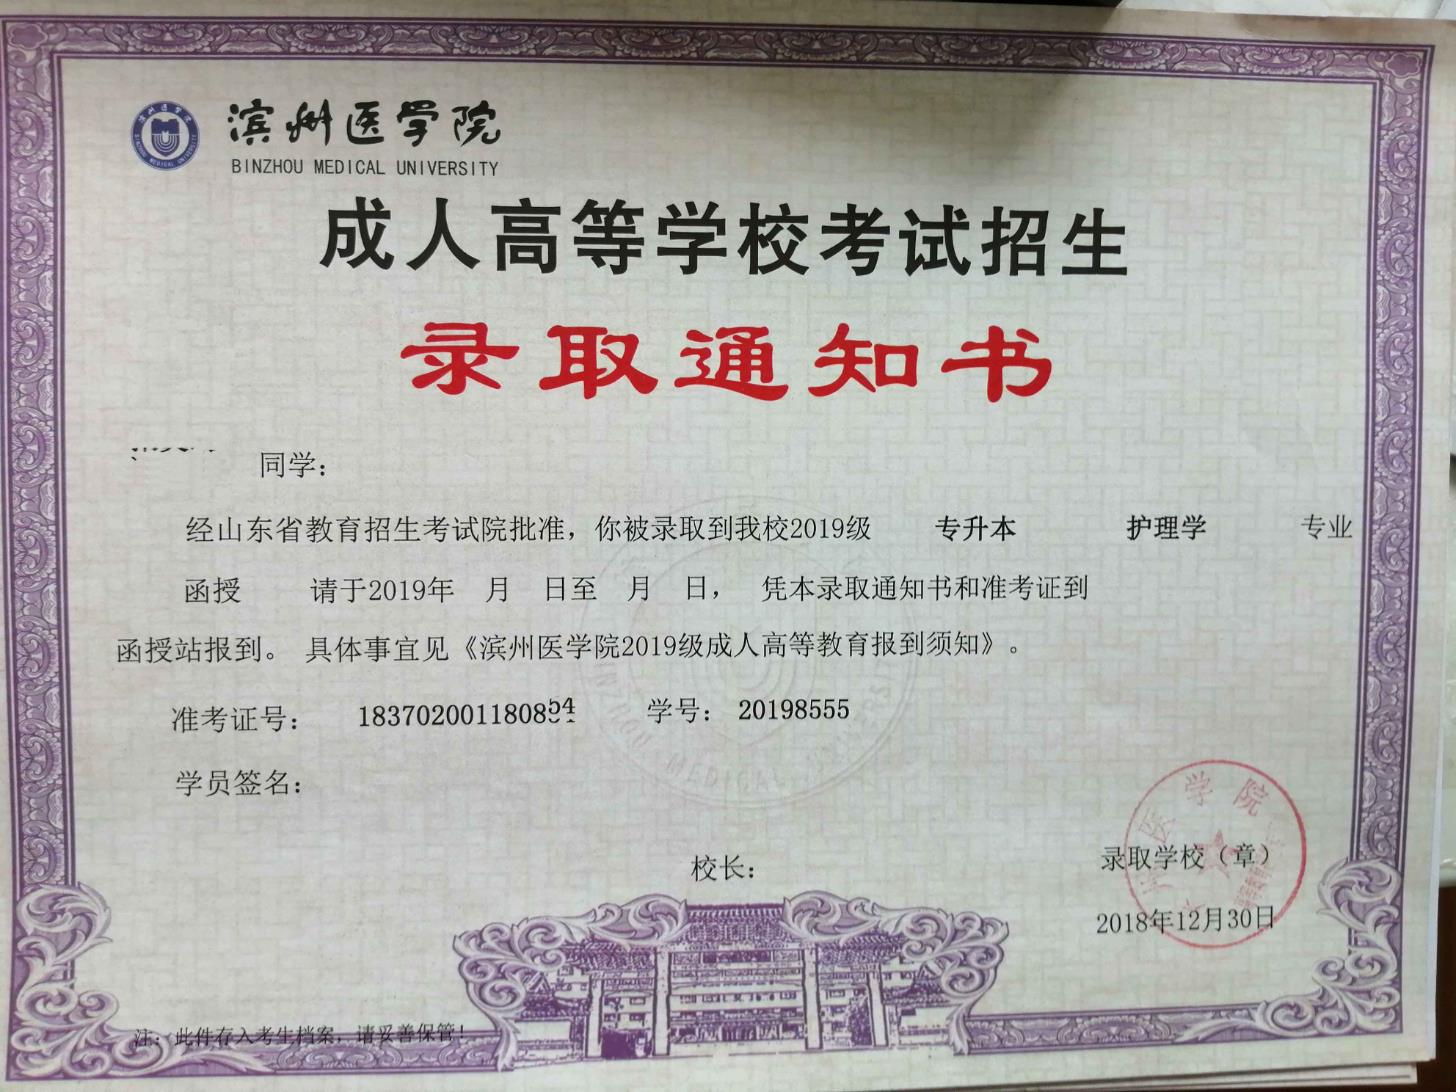 滨州医学院
BINZHOU MEDICAL UNIVERSITY
成人高等学校考试招生
录取通知书
同学：
经山东省教育招生考试院批准，你被录取到我校2019级 专升本 护理学 专业
函授 请于2019年 月 日至 月 日， 凭本录取通知书和准考证到
函授站报到。 具体事宜见《滨州医学院2019级成人高等教育报到须知》。
准考证号： 1837020011808 学号： 20198555
学员签名：
校长：
录取学校（章）
2018年12月30日
注：此件存入考生档案，请妥善保管！